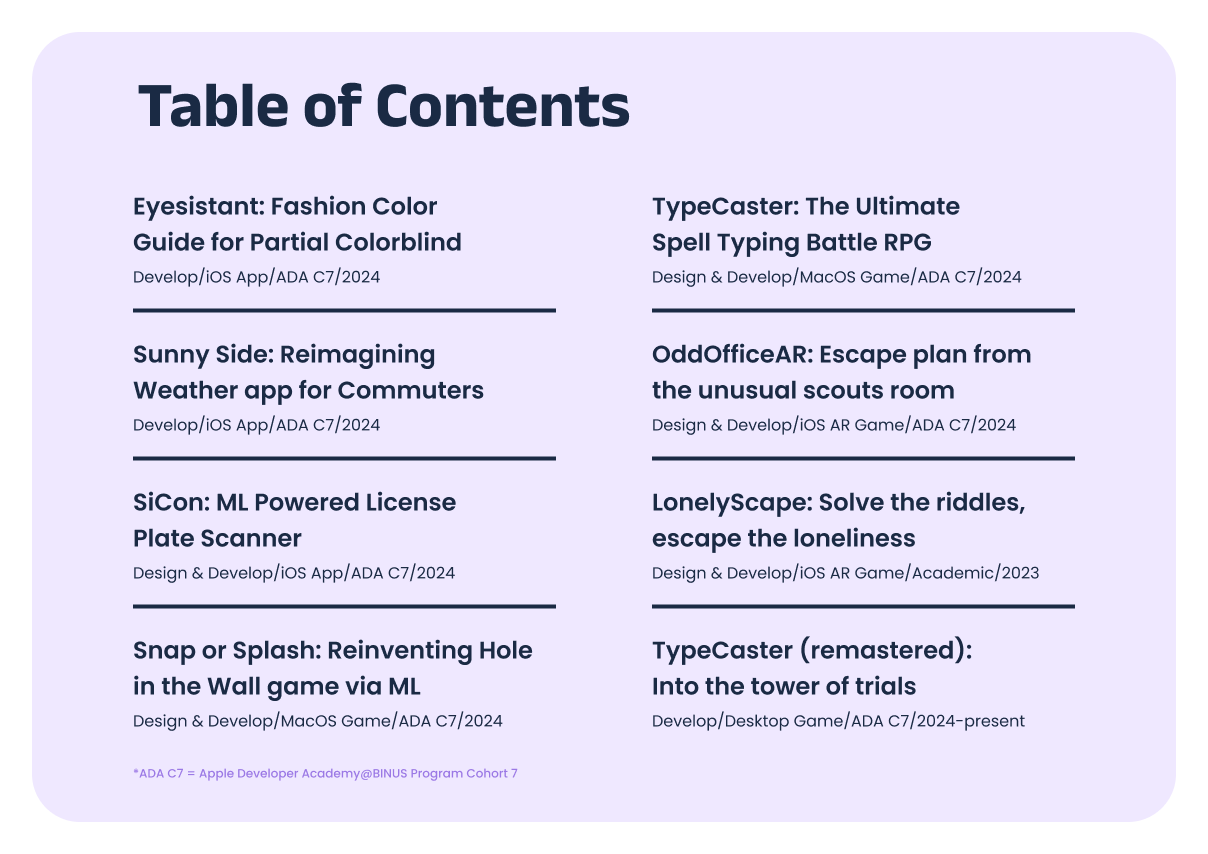 Table of Contents
Eyesistant: Fashion Color
Guide for Partial Colorblind
Develop/iOS App/ADA C7/2024
Sunny Side: Reimagining
Weather app for Commuters
Develop/iOS App/ADA C7/2024
SiCon: ML Powered License
Plate Scanner
Design & Develop/iOS App/ADA C7/2024
Snap or Splash: Reinventing Hole
in the Wall game via ML
Design & Develop/MacOS Game/ADA C7/2024
*ADA C7 = Apple Developer Academy@BINUS Program Cohort 7
TypeCaster: The Ultimate
Spell Typing Battle RPG
Design & Develop/MacOS Game/ADA C7/2024
OddOfficeAR: Escape plan from
the unusual scouts room
Design & Develop/iOS AR Game/ADA C7/2024
LonelyScape: Solve the riddles,
escape the loneliness
Design & Develop/iOS AR Game/Academic/2023
TypeCaster (remastered):
Into the tower of trials
Develop/Desktop Game/ADA C7/2024-present